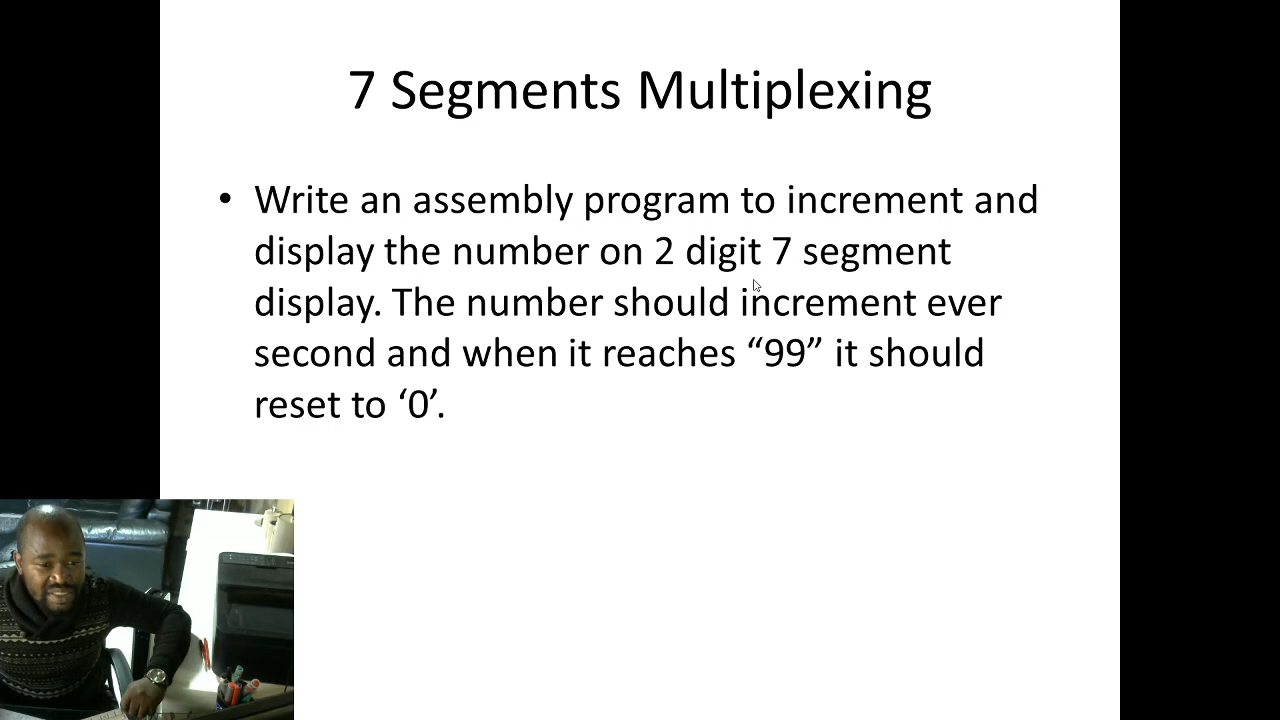 7 Segments Multiplexing
• Write an assembly program to increment and
display the number on 2 digit 7 segment
display. The number should increment ever
second and when it reaches “99” it should
reset to ‘0’.